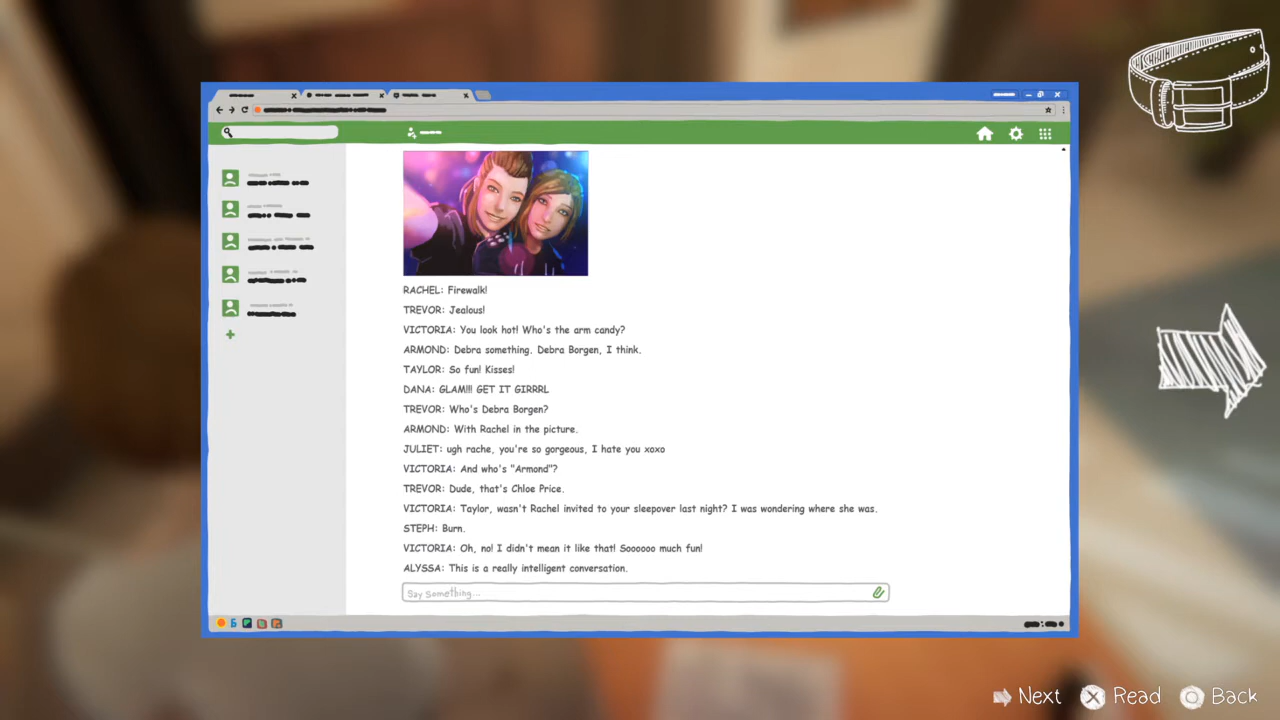 RACHEL: Firewalk!
TREVOR: Jealous!
VICTORIA: You look hot! Who's the arm candy?
ARMOND: Debra something. Debra Borgen, I think.
TAYLOR: So fun! Kisses!
DANA: GLAM!!! GET IT GIRRRL
TREVOR: Who's Debra Borgen?
ARMOND: With Rachel in the picture.
JULIET: ugh rache, you're so gorgeous, I hate you xoxo
VICTORIA: And who's "Armond"?
TREVOR: Dude, that's Chloe Price.
VICTORIA: Taylor, wasn't Rachel invited to your sleepover last night? I was wondering where she was.
STEPH: Burn.
VICTORIA: Oh, no! I didn't mean it like that! Soooooo much fun!
ALYSSA: This is a really intelligent conversation.
Say Something...
Next Read Back